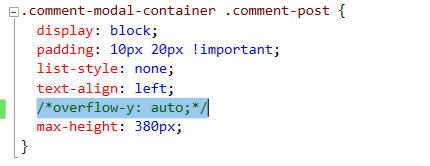 .comment-modal-container .comment-post {
display: block;
padding: 10px 20px !important;
list-style: none;
text-align: left;
/*overflow-y: auto;*/
max-height: 380px;
}